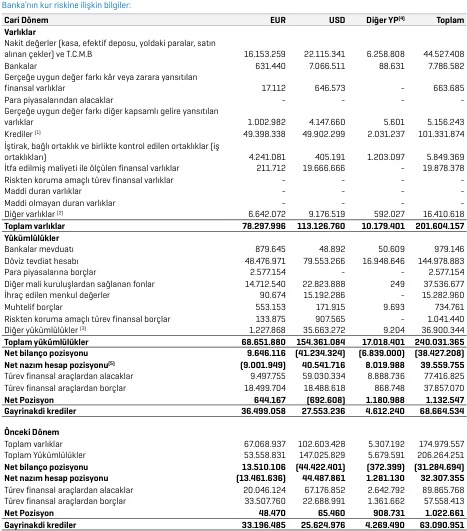 Banka'nın kur riskine ilişkin bilgiler:
Cari Dönem EUR USD Diğer YP(4) Toplam
Varlıklar
Nakit değerler (kasa, efektif deposu, yoldaki paralar, satın
alınan çekler) ve T.C.M.B 16.153.259 22.115.341 6.258.808 44.527.408
Bankalar 631.440 7.066.511 88.631 7.786.582
Gerçeğe uygun değer farkı kâr veya zarara yansıtılan
finansal varlıklar 17.112 646.573 - 663.685
Para piyasalarından alacaklar - - - -
Gerçeğe uygun değer farkı diğer kapsamlı gelire yansıtılan
varlıklar 1.002.982 4.147.660 5.601 5.156.243
Krediler (1) 49.398.338 49.902.299 2.031.237 101.331.874
İştirak, bağlı ortaklık ve birlikte kontrol edilen ortaklıklar (iş
ortaklıkları) 4.241.081 405.191 1.203.097 5.849.369
İtfa edilmiş maliyeti ile ölçülen finansal varlıklar 211.712 19.666.666 - 19.878.378
Riskten koruma amaçlı türev finansal varlıklar - - - -
Maddi duran varlıklar - - - -
Maddi olmayan duran varlıklar - - - -
Diğer varlıklar (2) 6.642.072 9.176.519 592.027 16.410.618
Toplam varlıklar 78.297.996 113.126.760 10.179.401 201.604.157
Yükümlülükler
Bankalar mevduatı 879.645 48.892 50.609 979.146
Döviz tevdiat hesabı 48.476.971 79.553.266 16.948.646 144.978.883
Para piyasalarına borçlar 2.577.154 - - 2.577.154
Diğer mali kuruluşlardan sağlanan fonlar 14.712.540 22.823.888 249 37.536.677
İhraç edilen menkul değerler 90.674 15.192.286 - 15.282.960
Muhtelif borçlar 553.153 171.915 9.693 734.761
Riskten koruma amaçlı türev finansal borçlar 133.875 907.565 - 1.041.440
Diğer yükümlülükler (3) 1.227.868 35.663.272 9.204 36.900.344
Toplam yükümlülükler 68.651.880 154.361.084 17.018.401 240.031.365
Net bilanço pozisyonu 9.646.116 (41.234.324) (6.839.000) (38.427.208)
Net nazım hesap pozisyonu(5) (9.001.949) 40.541.716 8.019.988 39.559.755
Türev finansal araçlardan alacaklar 9.497.755 59.030.334 8.888.736 77.416.825
Türev finansal araçlardan borçlar 18.499.704 18.488.618 868.748 37.857.070
Net Pozisyon 644.167 (692.608) 1.180.988 1.132.547
Gayrinakdi krediler 36.499.058 27.553.236 4.612.240 68.664.534
Önceki Dönem
Toplam varlıklar 67.068.937 102.603.428 5.307.192 174.979.557
Toplam Yükümlülükler 53.558.831 147.025.829 5.679.591 206.264.251
Net bilanço pozisyonu 13.510.106 (44.422.401) (372.399) (31.284.694)
Net nazım hesap pozisyonu (13.461.636) 44.487.861 1.281.130 32.307.355
Türev finansal araçlardan alacaklar 20.046.124 67.176.852 2.642.792 89.865.768
Türev finansal araçlardan borçlar 33.507.760 22.688.991 1.361.662 57.558.413
Net Pozisyon 48.470 65.460 908.731 1.022.661
Gayrinakdi krediler 33.196.485 25.624.976 4.269.490 63.090.951